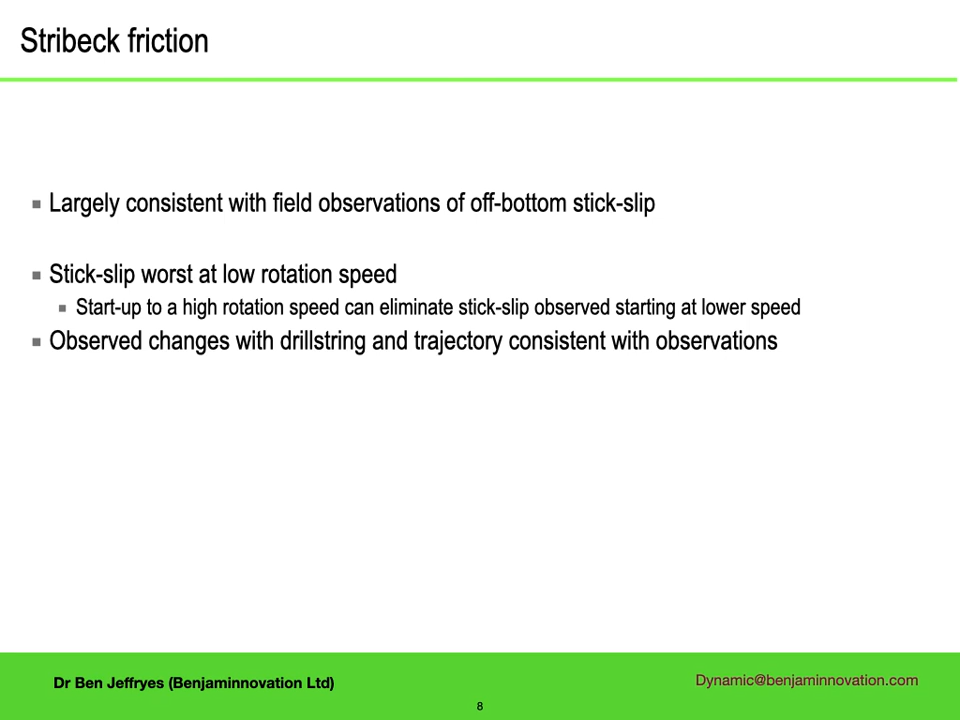 Stribeck friction
Largely consistent with field observations of off-bottom stick-slip
Stick-slip worst at low rotation speed
Start-up to a high rotation speed can eliminate stick-slip observed starting at lower speed
Observed changes with drillstring and trajectory consistent with observations
Dr Ben Jeffryes (Benjaminnovation Ltd)
Dynamic@benjaminnovation.com
8